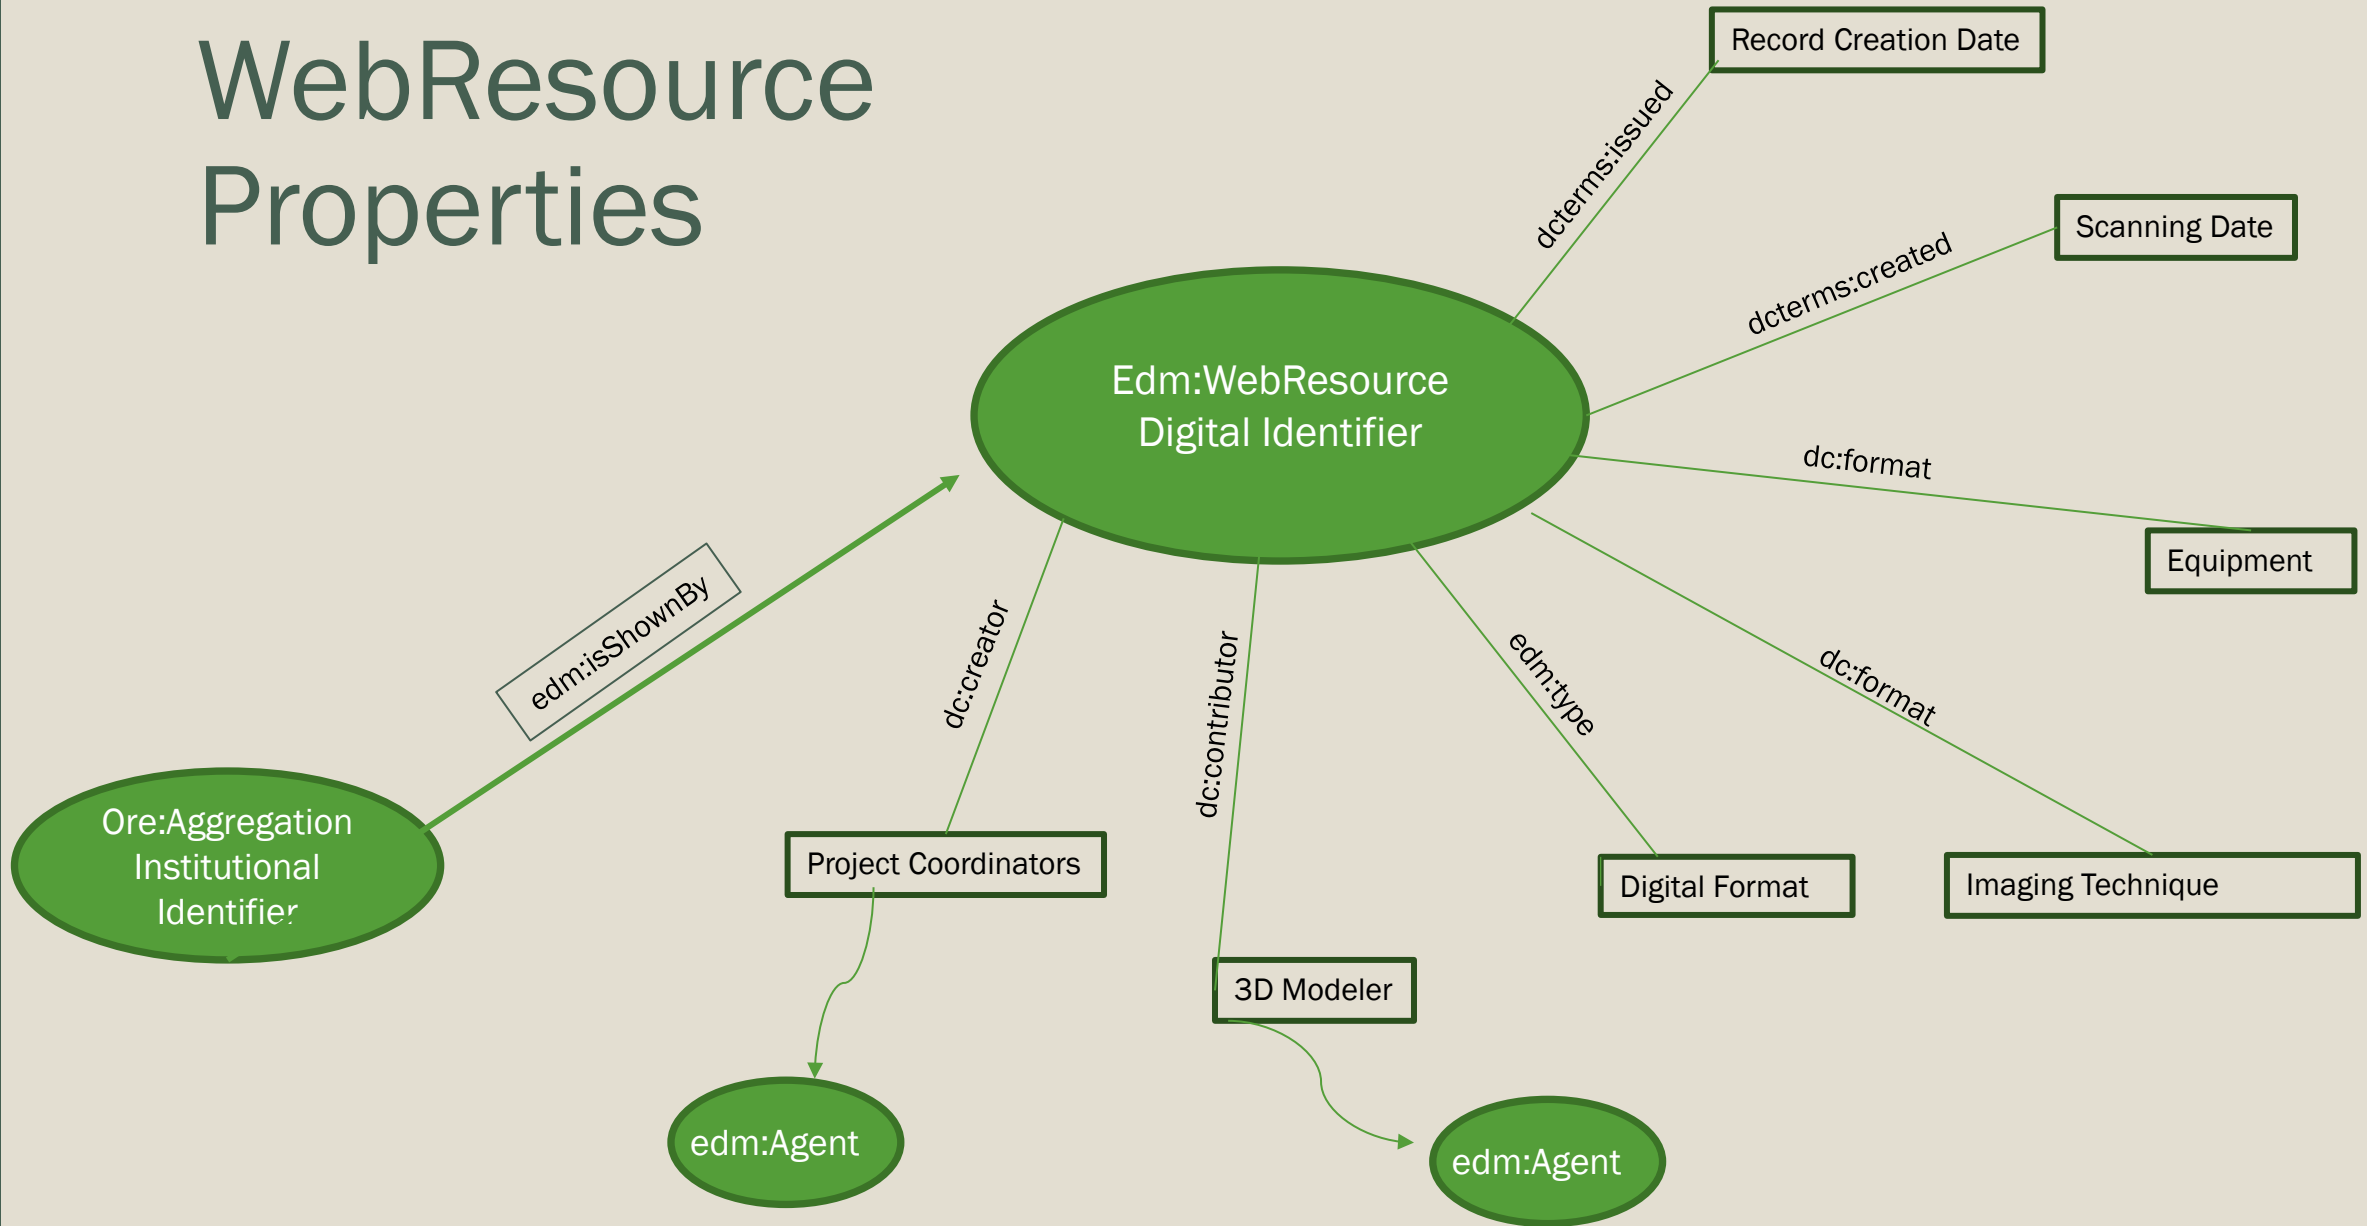 WebResource
Properties
Record Creation Date
dcterms:issued
Scanning Date
dcterms:created
Edm:WebResource
Digital Identifier
dc:format
Equipment
edm:isShownBy
dc:creator
dc:contributor
edm:type
dc:format
Ore:Aggregation
Institutional
Identifier
Project Coordinators
Digital Format
Imaging Technique
3D Modeler
edm:Agent
edm:Agent